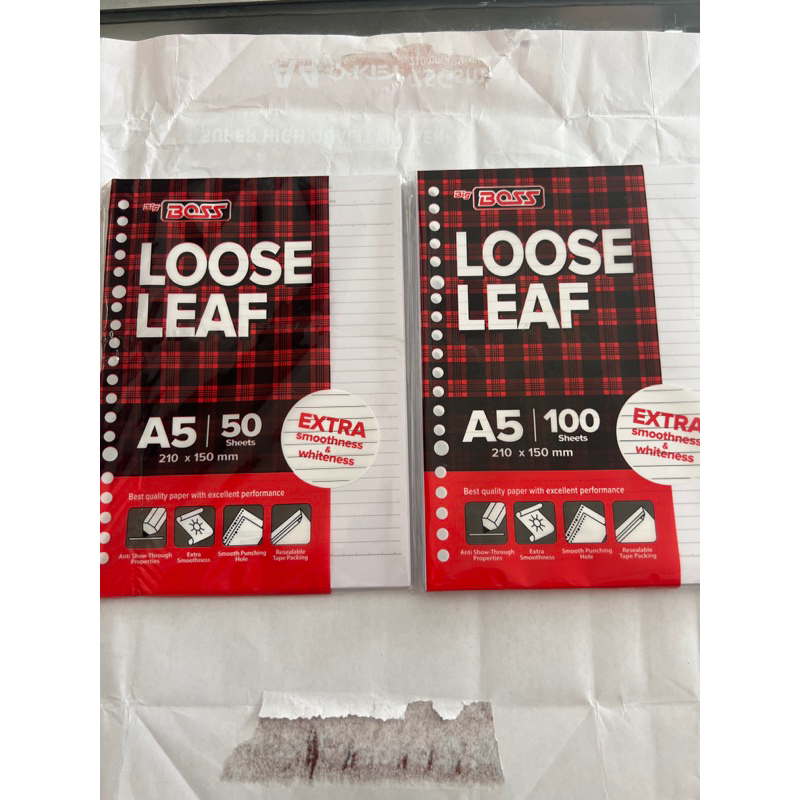 Big BOSS
LOOSE
LEAF
A5 | 50
Sheets
210 x 150 mm
EXTRA
smoothness
&
whiteness
Best quality paper with excellent performance
Anti Show-Through
Properties
Extra
Smoothness
Smooth Punching
Hole
Resealable
Tape Packing
Big BOSS
LOOSE
LEAF
A5 | 100
Sheets
210 x 150 mm
EXTRA
smoothness
&
whiteness
Best quality paper with excellent performance
Anti Show-Through
Properties
Extra
Smoothness
Smooth Punching
Hole
Resealable
Tape Packing